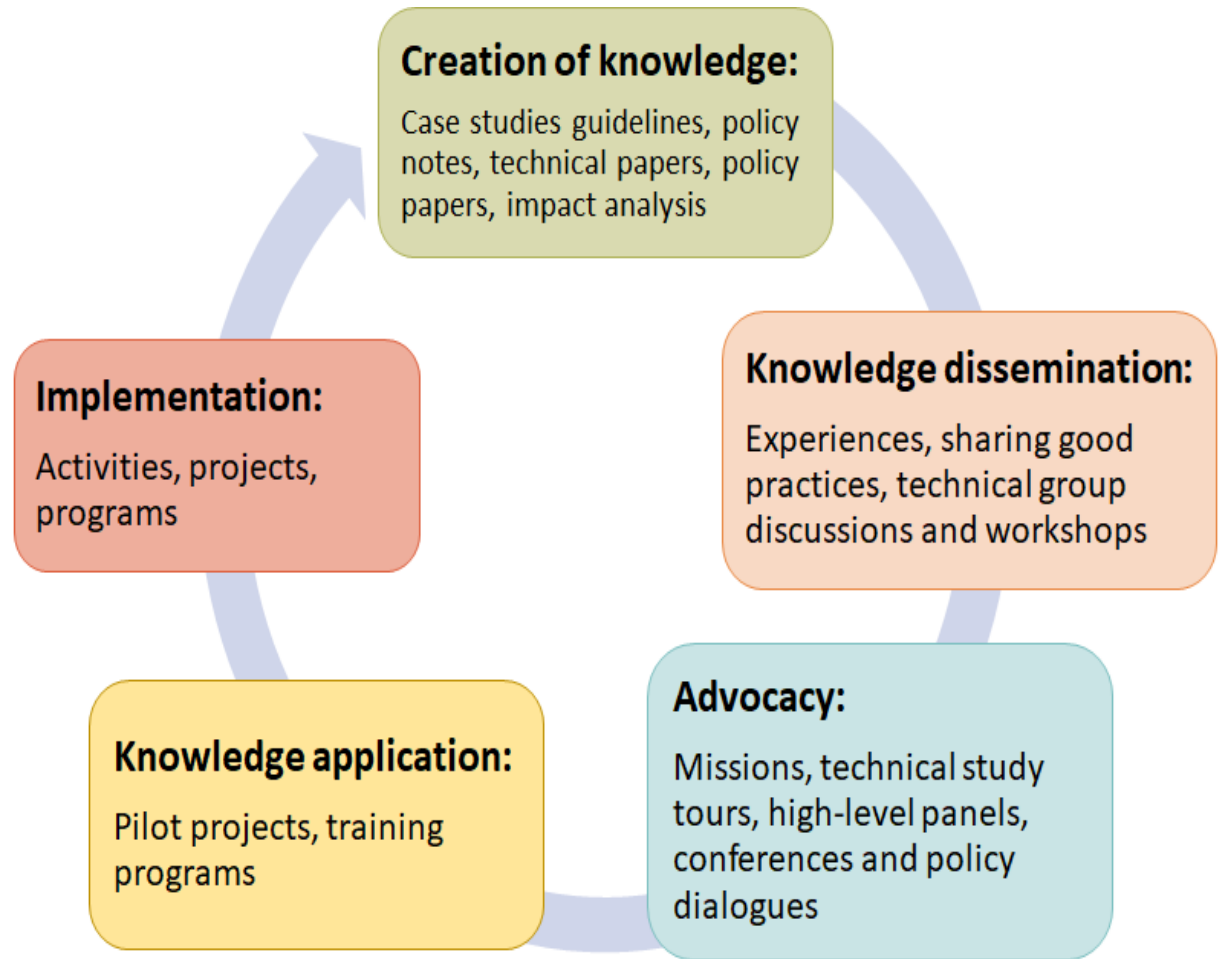 Creation of knowledge:
Case studies guidelines, policy
notes, technical papers, policy
papers, impact analysis
Knowledge dissemination:
Experiences, sharing good
practices, technical group
discussions and workshops
Advocacy:
Missions, technical study
tours, high-level panels,
conferences and policy
dialogues
Knowledge application:
Pilot projects, training
programs
Implementation:
Activities, projects,
programs